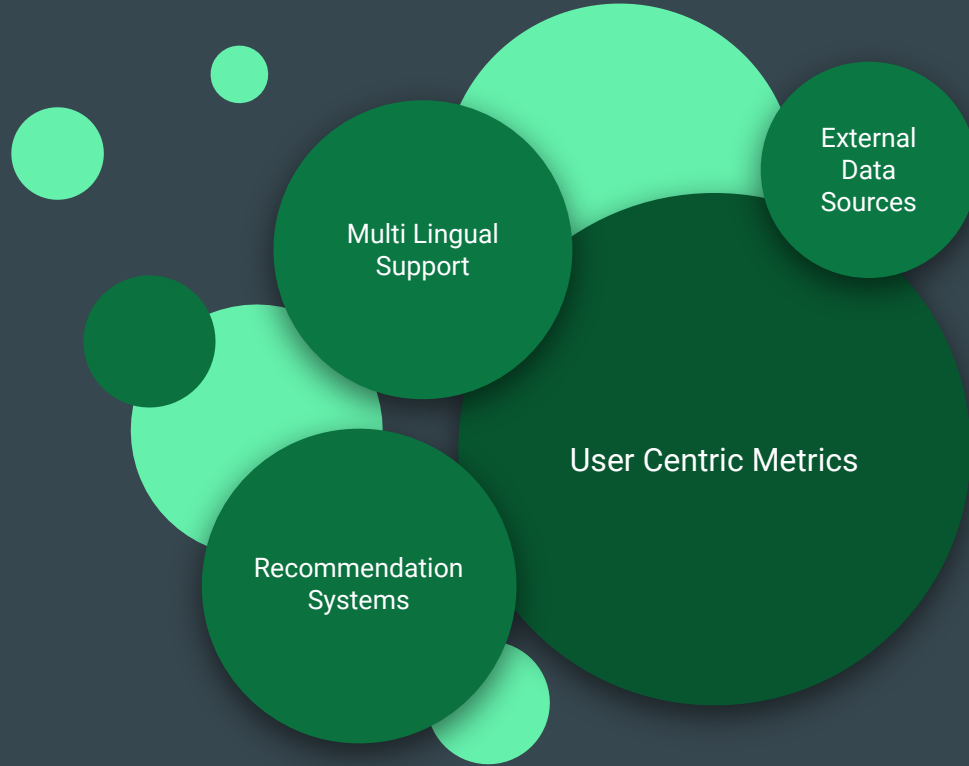 External
Data
Sources
Multi Lingual
Support
User Centric Metrics
Recommendation
Systems